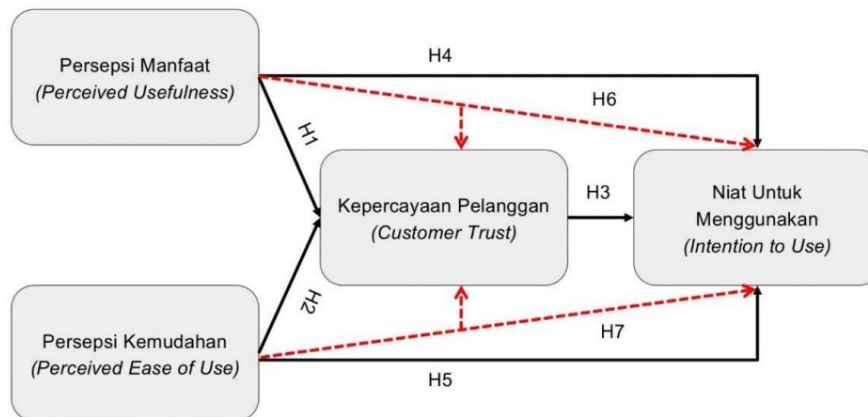 H4
Persepsi Manfaat
(Perceived Usefulness)
H6
H1
Kepercayaan Pelanggan
(Customer Trust)
H3
Niat Untuk
Menggunakan
(Intention to Use)
H2
Persepsi Kemudahan
(Perceived Ease of Use)
H7
H5